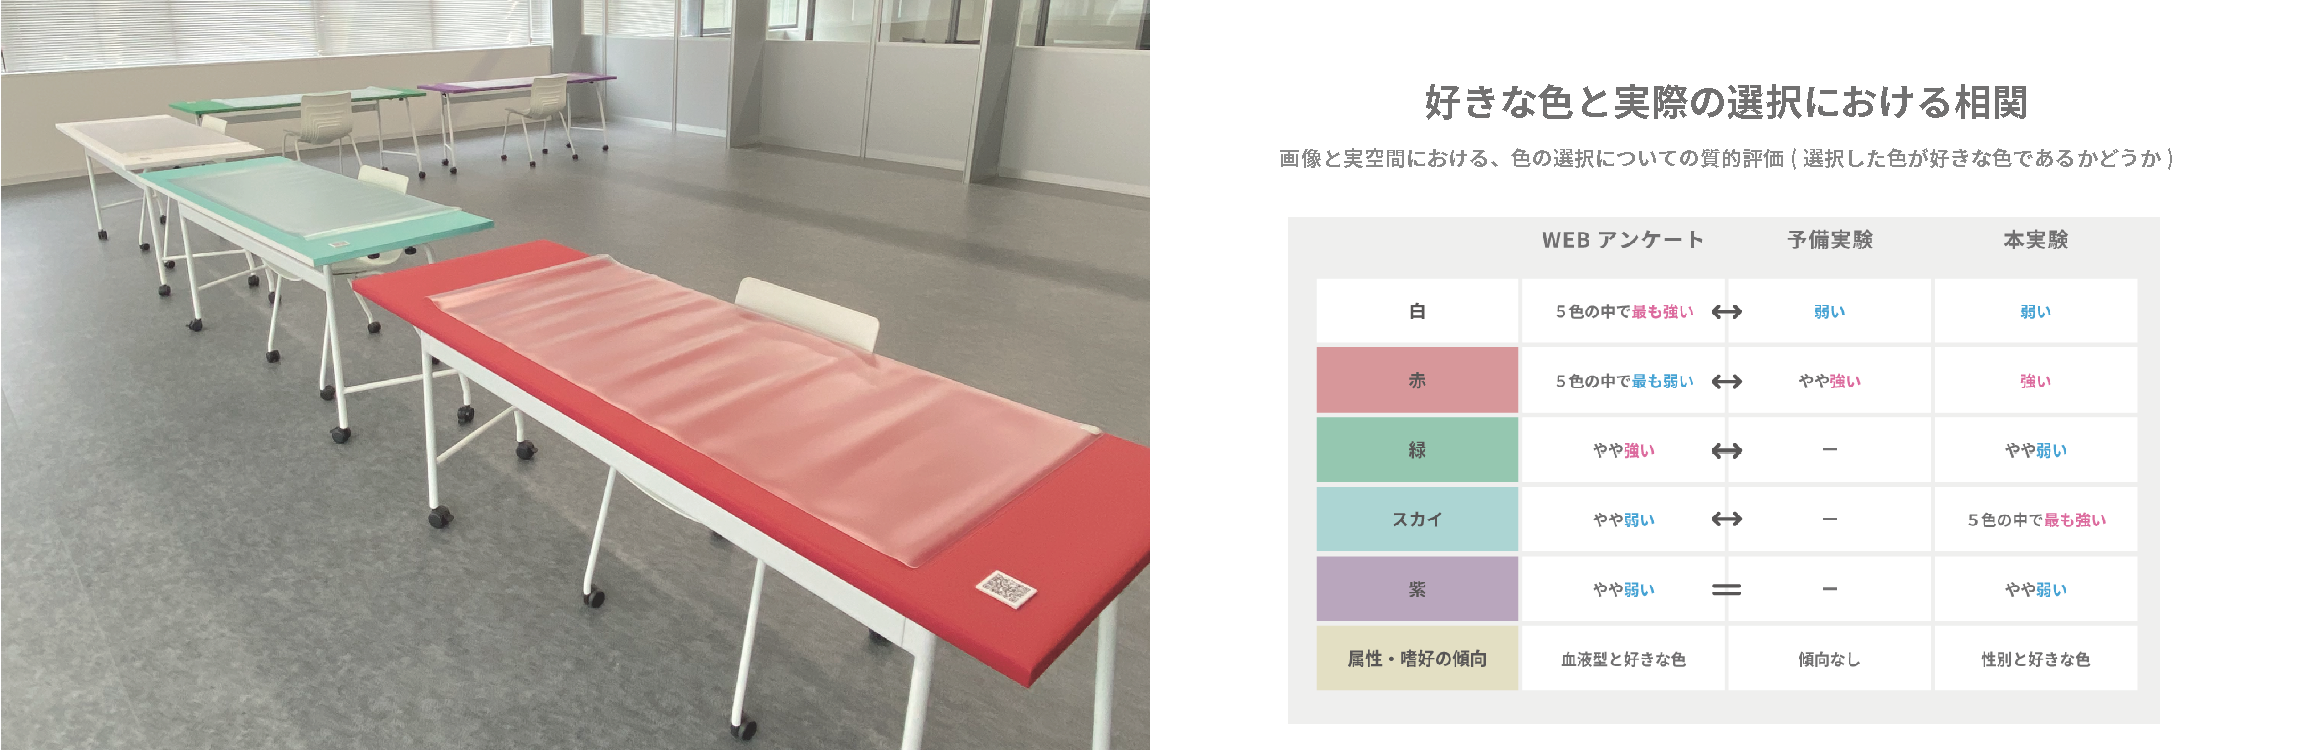 好きな色と実際の選択における相関
画像と実空間における、色の選択についての質的評価 ( 選択した色が好きな色であるかどうか )
WEB アンケート 予備実験 本実験
白 5色の中で最も強い ↔ 弱い 弱い
赤 5色の中で最も弱い ↔ やや強い 強い
緑 やや強い ↔ ー やや弱い
スカイ やや弱い ↔ ー 5色の中で最も強い
紫 やや弱い = ー やや弱い
属性・嗜好の傾向 血液型と好きな色 傾向なし 性別と好きな色